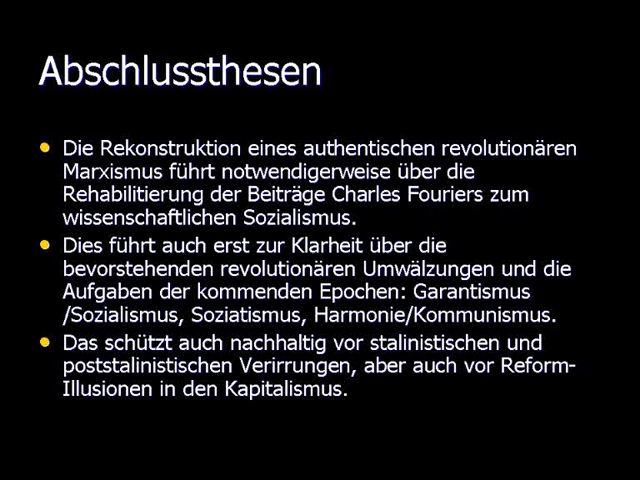 Abschlussthesen
• Die Rekonstruktion eines authentischen revolutionären
Marxismus führt notwendigerweise über die
Rehabilitierung der Beiträge Charles Fouriers zum
wissenschaftlichen Sozialismus.
• Dies führt auch erst zur Klarheit über die
bevorstehenden revolutionären Umwälzungen und die
Aufgaben der kommenden Epochen: Garantismus
/Sozialismus, Soziatismus, Harmonie/Kommunismus.
• Das schützt auch nachhaltig vor stalinistischen und
poststalinistischen Verirrungen, aber auch vor Reform-
Illusionen in den Kapitalismus.